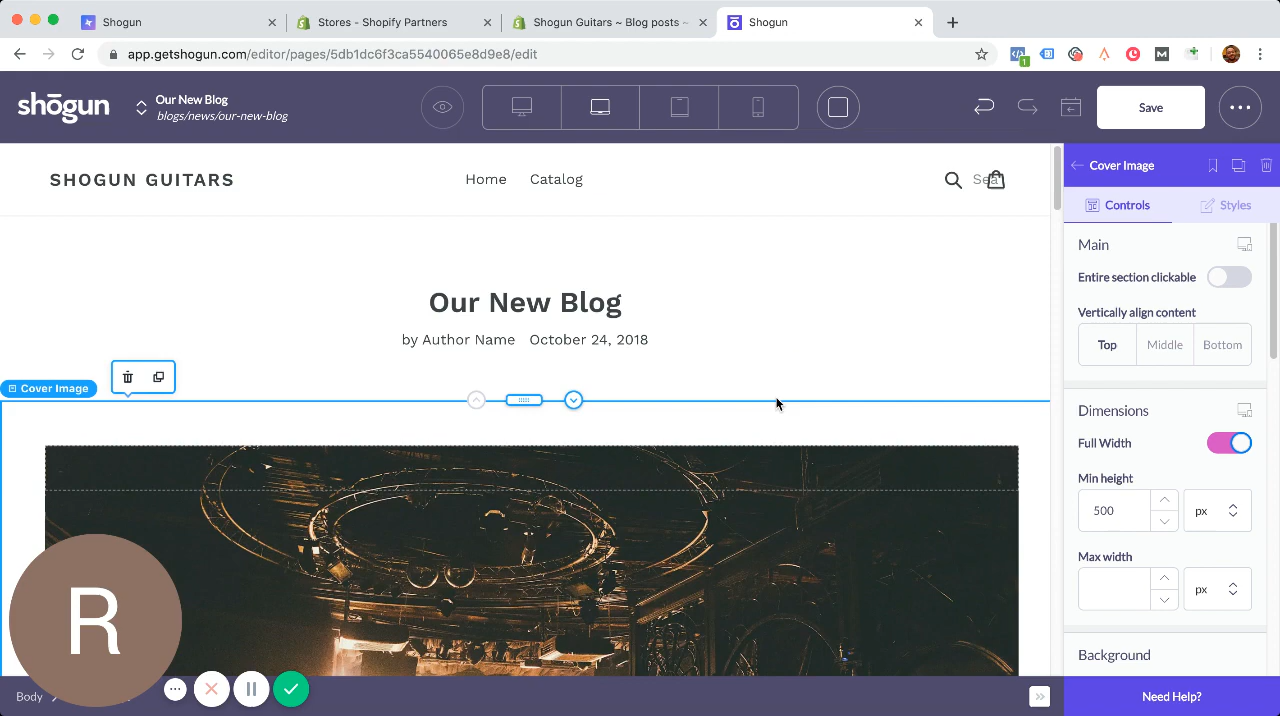 Shogun
Stores - Shopify Partners
Shogun Guitars ~ Blog posts ~
Shogun
app.getshogun.com/editor/pages/5db1dc6f3ca5540065e8d9e8/edit
1
M
shōgun
Our New Blog
blogs/news/our-new-blog
Save
SHOGUN GUITARS
Home
Catalog
Sea
Cover Image
Controls
Styles
Main
Entire section clickable
Vertically align content
Top
Middle
Bottom
Our New Blog
by Author Name October 24, 2018
Cover Image
Dimensions
Full Width
Min height
500
px
Max width
px
Background
R
Body
Need Help?